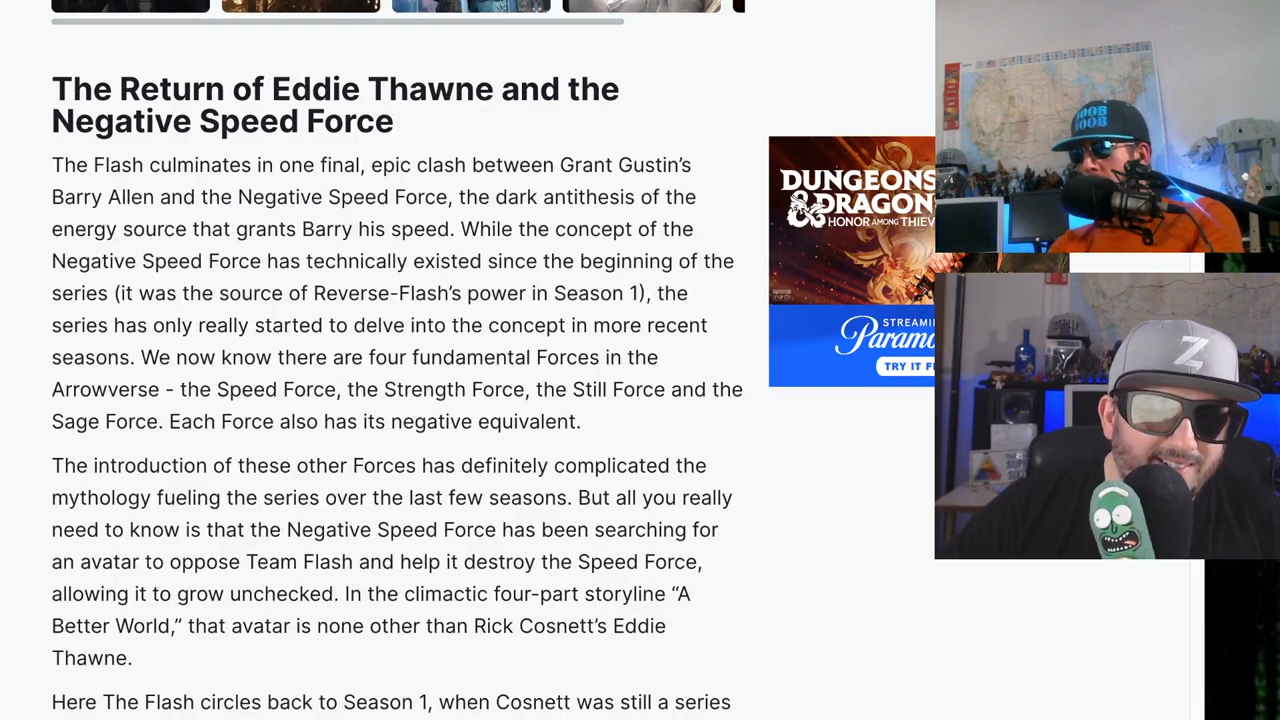 The Return of Eddie Thawne and the
Negative Speed Force
The Flash culminates in one final, epic clash between Grant Gustin’s
Barry Allen and the Negative Speed Force, the dark antithesis of the
energy source that grants Barry his speed. While the concept of the
Negative Speed Force has technically existed since the beginning of the
series (it was the source of Reverse-Flash’s power in Season 1), the
series has only really started to delve into the concept in more recent
seasons. We now know there are four fundamental Forces in the
Arrowverse - the Speed Force, the Strength Force, the Still Force and the
Sage Force. Each Force also has its negative equivalent.
The introduction of these other Forces has definitely complicated the
mythology fueling the series over the last few seasons. But all you really
need to know is that the Negative Speed Force has been searching for
an avatar to oppose Team Flash and help it destroy the Speed Force,
allowing it to grow unchecked. In the climactic four-part storyline “A
Better World,” that avatar is none other than Rick Cosnett’s Eddie
Thawne.
Here The Flash circles back to Season 1, when Cosnett was still a series
DUNGEONS
& DRAGON
HONOR AMONG THIEV
STREAMIN
Paramo
TRY IT F
NOOB
NOOB
Z